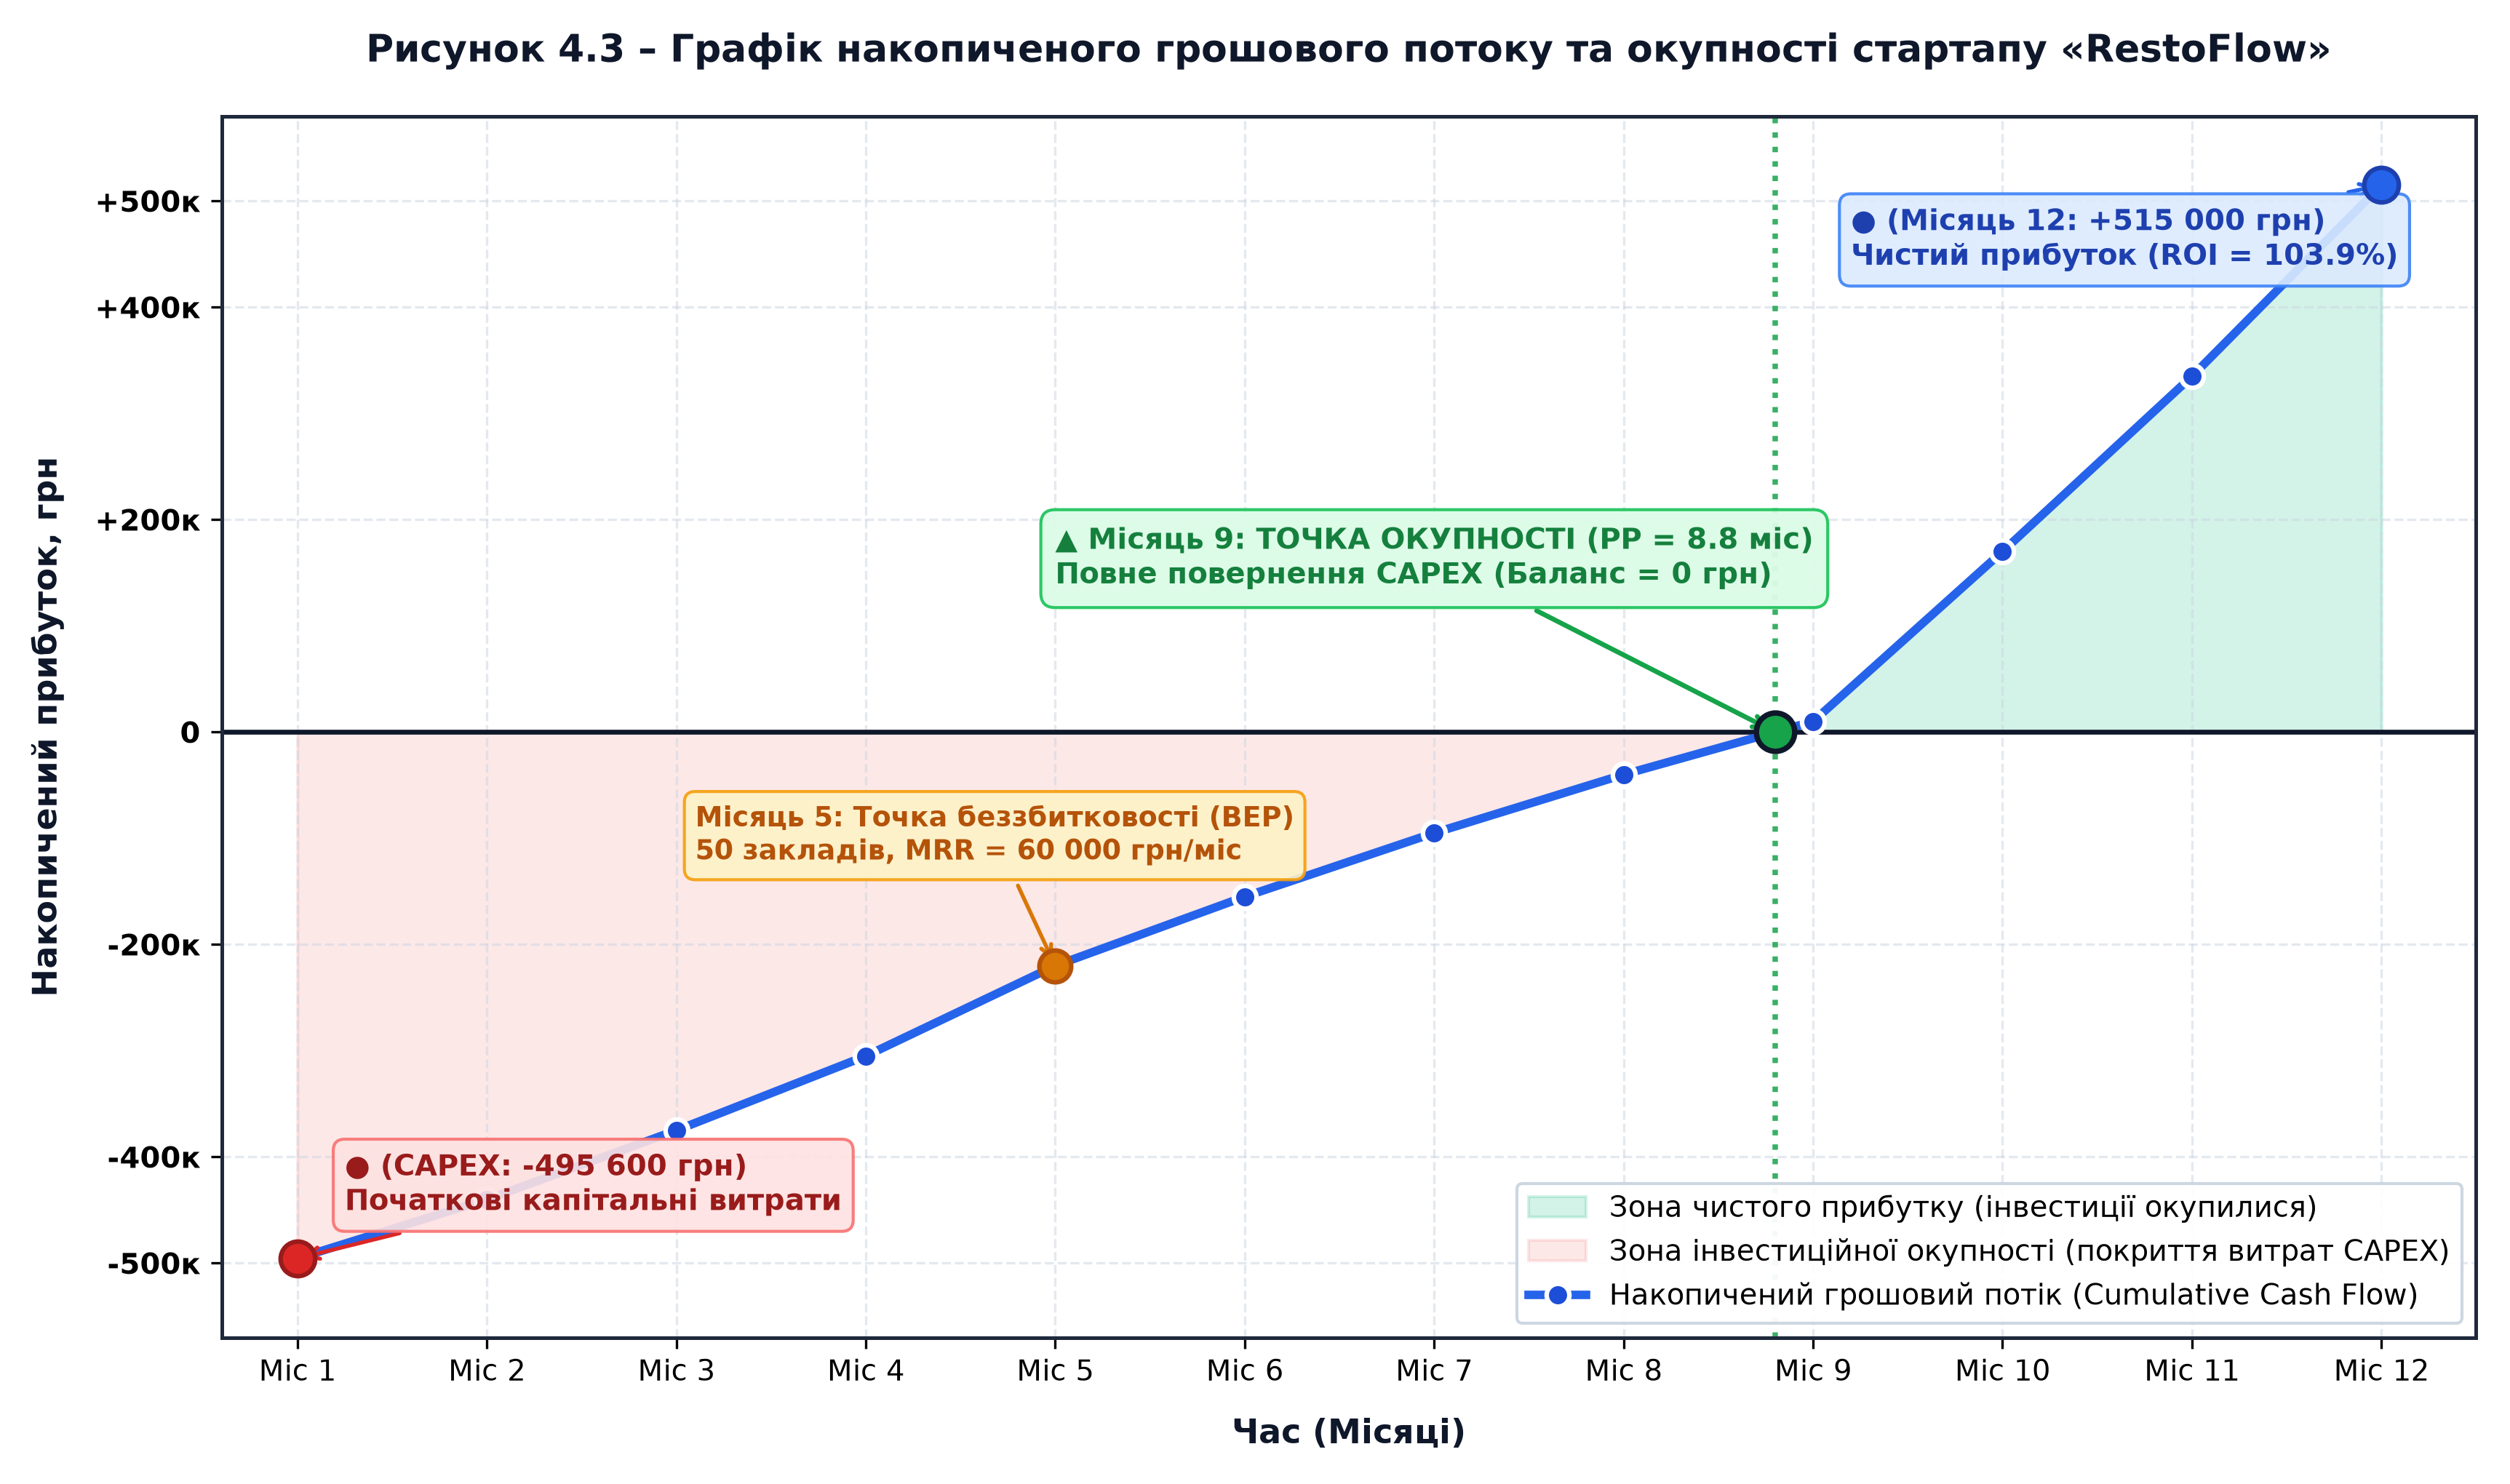 Рисунок 4.3 – Графік накопиченого грошового потоку та окупності стартапу «RestoFlow»
Накопичений прибуток, грн
+500к
+400к
+200к
0
-200к
-400к
-500к
● (Місяць 12: +515 000 грн)
Чистий прибуток (ROI = 103.9%)
▲ Місяць 9: ТОЧКА ОКУПНОСТІ (PP = 8.8 міс)
Повне повернення CAPEX (Баланс = 0 грн)
Місяць 5: Точка беззбитковості (BEP)
50 закладів, MRR = 60 000 грн/міс
● (CAPEX: -495 600 грн)
Початкові капітальні витрати
Зона чистого прибутку (інвестиції окупилися)
Зона інвестиційної окупності (покриття витрат CAPEX)
Накопичений грошовий потік (Cumulative Cash Flow)
Міс 1 Міс 2 Міс 3 Міс 4 Міс 5 Міс 6 Міс 7 Міс 8 Міс 9 Міс 10 Міс 11 Міс 12
Час (Місяці)